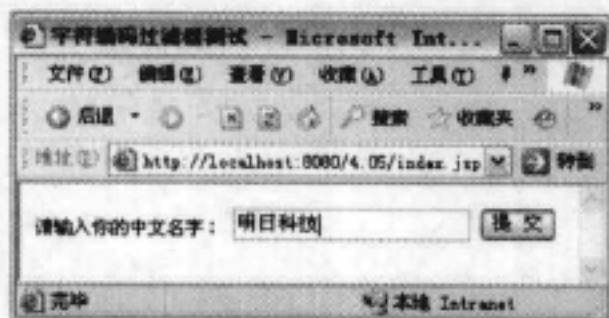 字符编码过滤器测试 - Microsoft Int...
文件(F) 编辑(E) 查看(V) 收藏(A) 工具(T) »
后退 搜索 收藏夹 »
地址(D) http://localhost:8080/4.05/index.jsp 转到
请输入你的中文名字： 明日科技 提 交
完毕 本地 Intranet